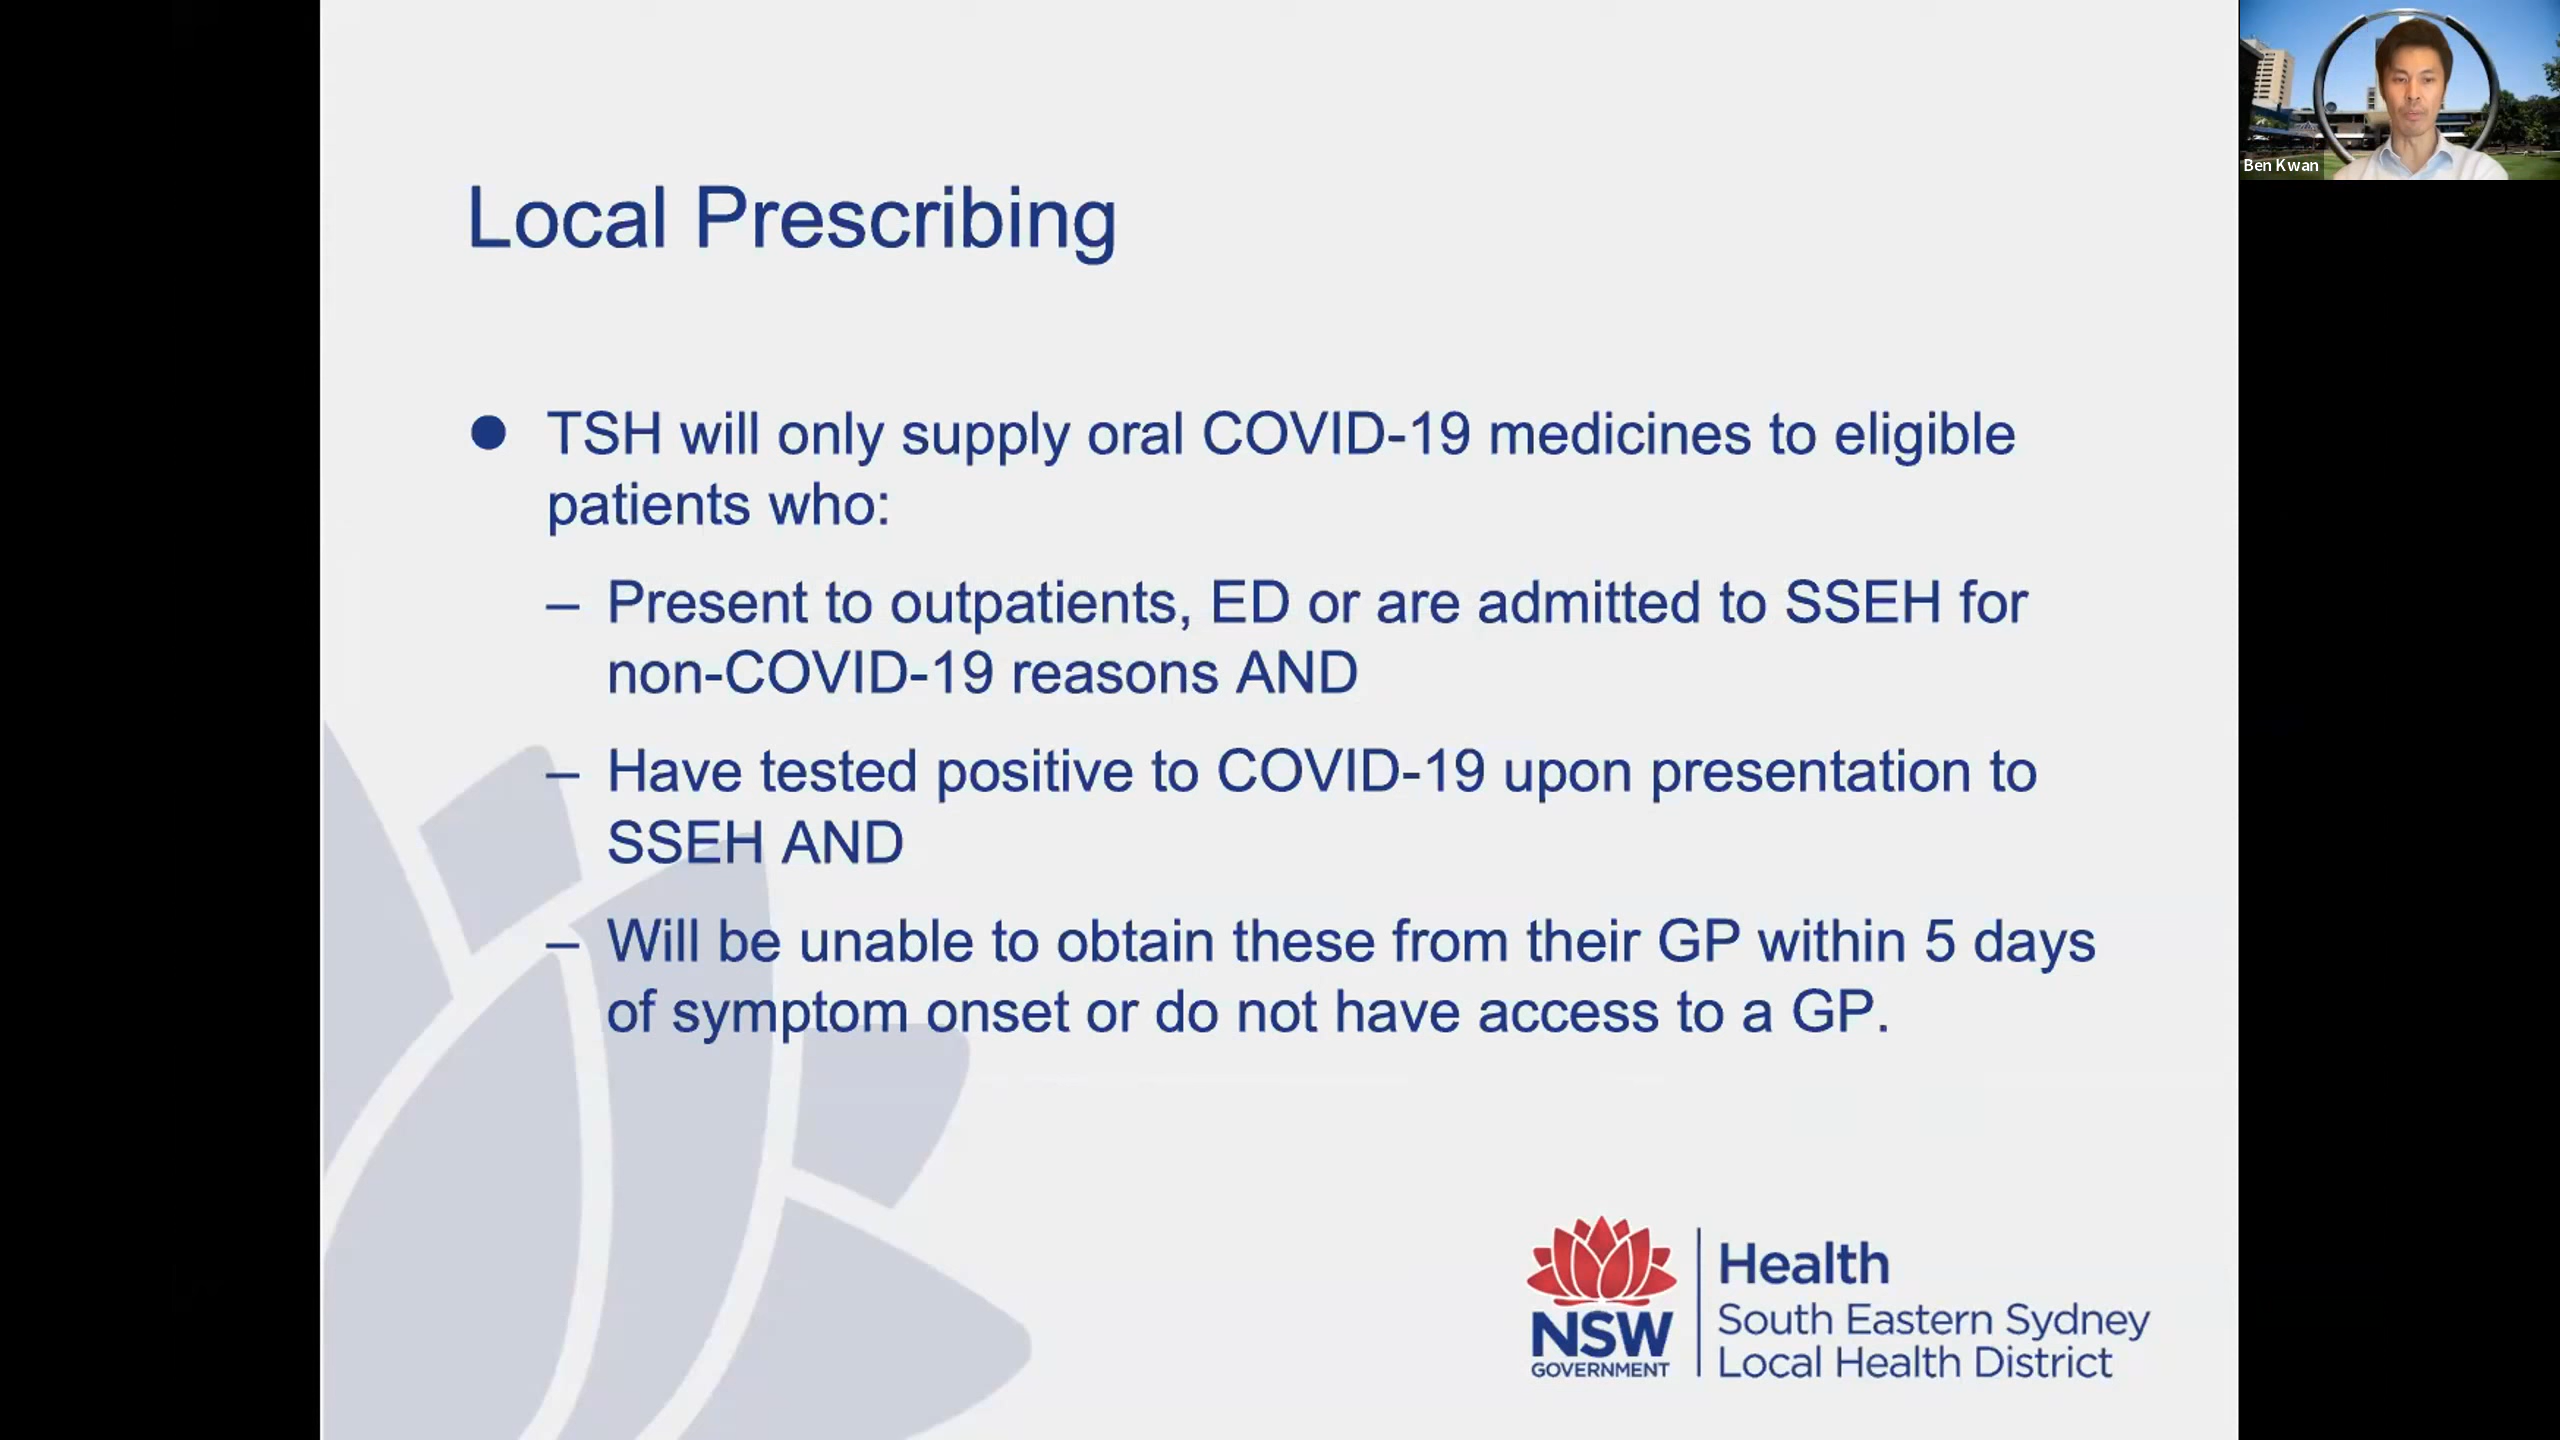 Ben Kwan
Local Prescribing
● TSH will only supply oral COVID-19 medicines to eligible
patients who:
– Present to outpatients, ED or are admitted to SSEH for
non-COVID-19 reasons AND
– Have tested positive to COVID-19 upon presentation to
SSEH AND
– Will be unable to obtain these from their GP within 5 days
of symptom onset or do not have access to a GP.
NSW
GOVERNMENT
Health
South Eastern Sydney
Local Health District